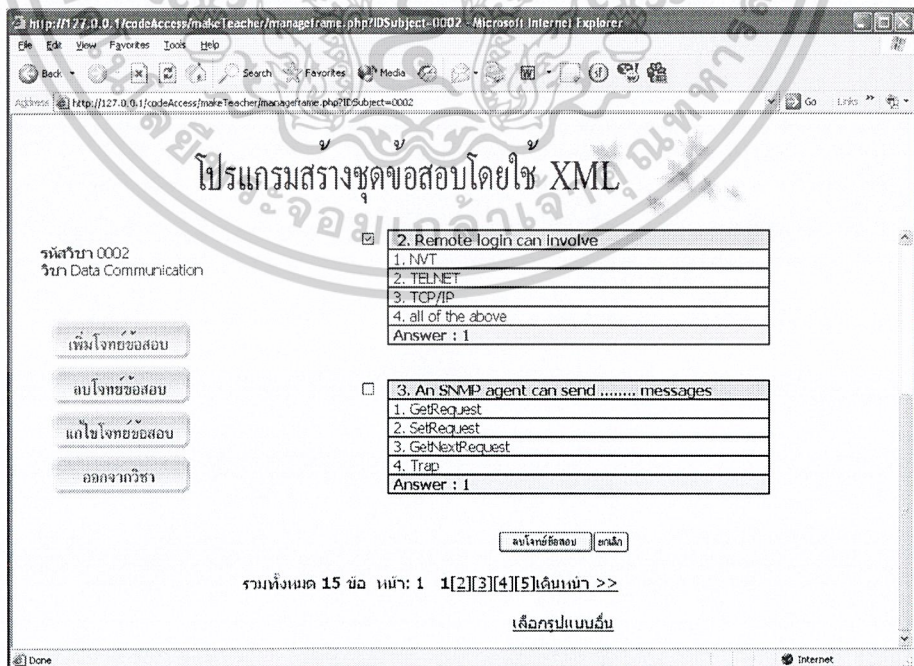 http://127.0.0.1/codeAccess/makeTeacher/manageframe.php?IDSubject=0002 - Microsoft Internet Explorer
File Edit View Favorites Tools Help
Back Search Favorites Media
Address http://127.0.0.1/codeAccess/makeTeacher/manageframe.php?IDSubject=0002 Go Links »
โปรแกรมสร้างชุดข้อสอบโดยใช้ XML
รหัสวิชา 0002
วิชา Data Communication
เพิ่มโจทย์ข้อสอบ
ลบโจทย์ข้อสอบ
แก้ไขโจทย์ข้อสอบ
ออกจากวิชา
2. Remote login can involve
1. NVT
2. TELNET
3. TCP/IP
4. all of the above
Answer : 1
3. An SNMP agent can send ........ messages
1. GetRequest
2. SetRequest
3. GetNextRequest
4. Trap
Answer : 1
ลบโจทย์ข้อสอบ ยกเลิก
รวมทั้งหมด 15 ข้อ หน้า: 1 1[2][3][4][5]เดินหน้า >>
เลือกรูปแบบอื่น
Done Internet